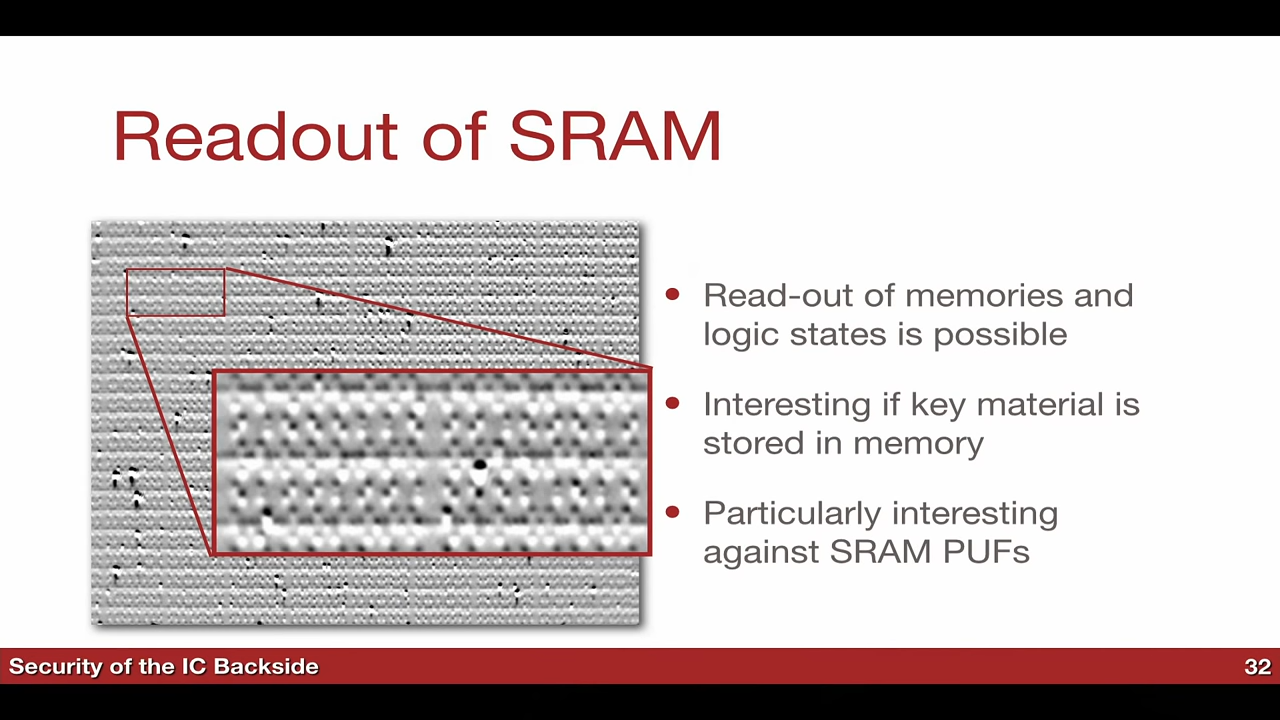 Readout of SRAM
• Read-out of memories and
logic states is possible
• Interesting if key material is
stored in memory
• Particularly interesting
against SRAM PUFs
Security of the IC Backside
32